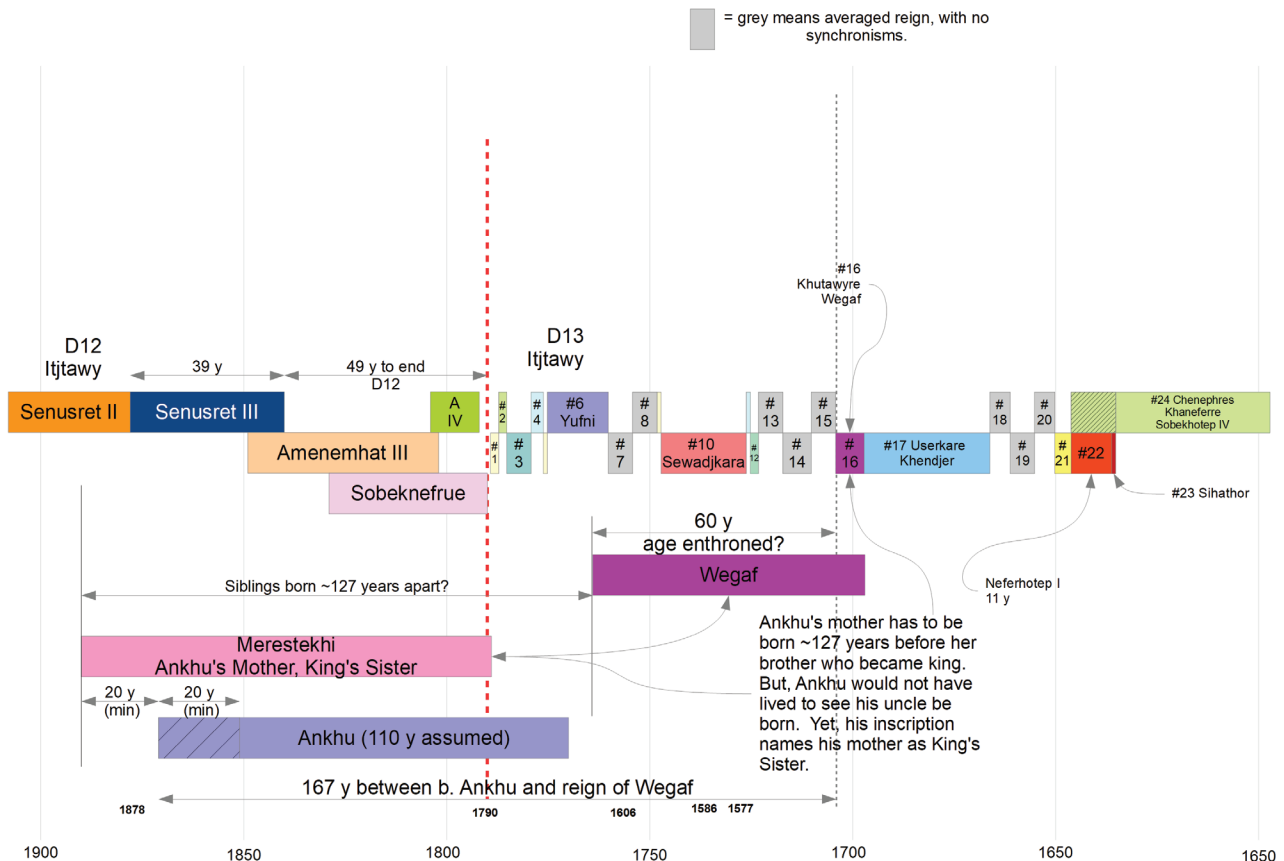 = grey means averaged reign, with no
synchronisms.
#16
Khutawyre
Wegaf
D12
Itjtawy
D13
Itjtawy
39 y
49 y to end
D12
Senusret II
Senusret III
A
IV
#
2
#
4
#6
Yufni
#
8
#
13
#
15
#
18
#
20
#24 Chenephres
Khaneferre
Sobekhotep IV
Amenemhat III
#
1
#
3
#
7
#10
Sewadjkara
#
12
#
14
#
16
#17 Userkare
Khendjer
#
19
#
21
#22
Sobeknefrue
#23 Sihathor
60 y
age enthroned?
Wegaf
Siblings born ~127 years apart?
Neferhotep I
11 y
Merestekhi
Ankhu's Mother, King's Sister
Ankhu's mother has to be
born ~127 years before her
brother who became king.
But, Ankhu would not have
lived to see his uncle be
born.  Yet, his inscription
names his mother as King's
Sister.
20 y
(min)
20 y
(min)
Ankhu (110 y assumed)
167 y between b. Ankhu and reign of Wegaf
1878
1790
1606
1586
1577
1900
1850
1800
1750
1700
1650
1650